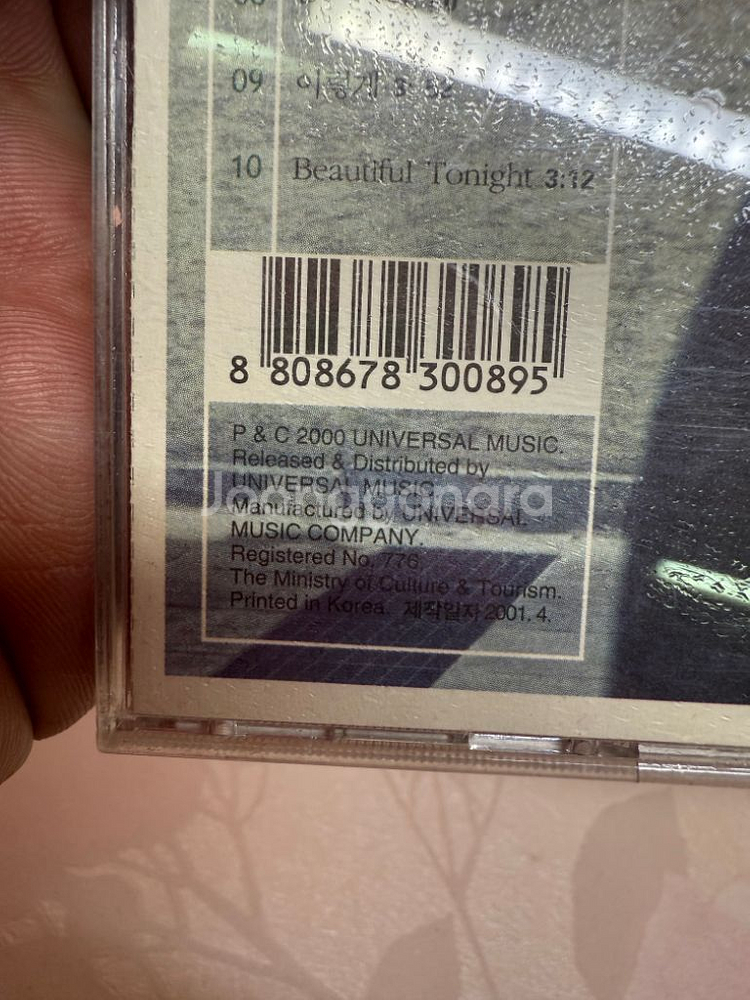 09 이렇게 3:52
10 Beautiful Tonight 3:12
8 808678 300895
P & C 2000 UNIVERSAL MUSIC.
Released & Distributed by
UNIVERSAL MUSIC.
Manufactured by UNIVERSAL
MUSIC COMPANY.
Registered No. 776,
The Ministry of Culture & Tourism.
Printed in Korea. 제작일자 2001. 4.
Joongonara